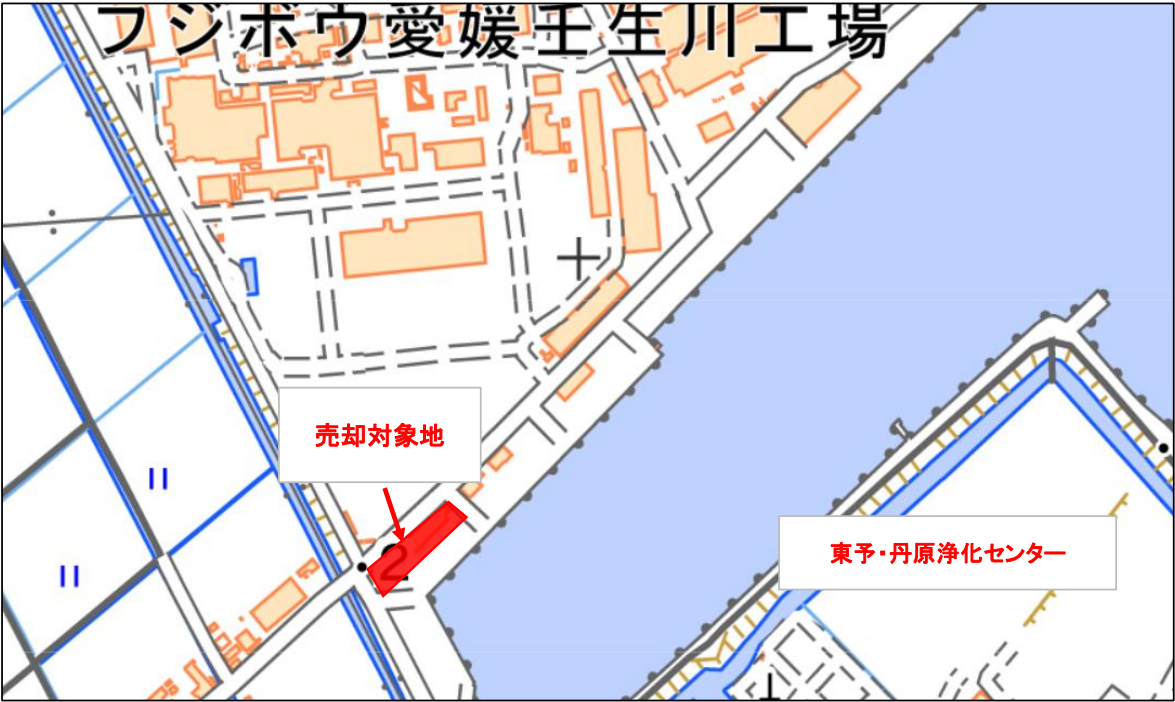 フジボウ愛媛壬生川工場
売却対象地
2
東予・丹原浄化センター